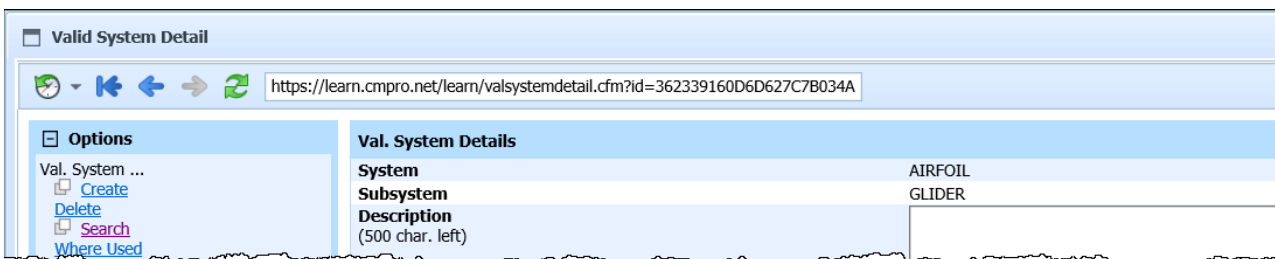 Valid System Detail
https://learn.cmpro.net/learn/valsystemdetail.cfm?id=362339160D6D627C7B034A
Options
Val. System ...
Create
Delete
Search
Where Used
Val. System Details
System AIRFOIL
Subsystem GLIDER
Description
(500 char. left)